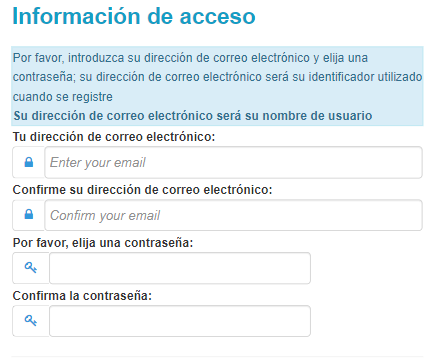 Información de acceso
Por favor, introduzca su dirección de correo electrónico y elija una
contraseña; su dirección de correo electrónico será su identificador utilizado
cuando se registre
Su dirección de correo electrónico será su nombre de usuario
Tu dirección de correo electrónico:
Enter your email
Confirme su dirección de correo electrónico:
Confirm your email
Por favor, elija una contraseña:
Confirma la contraseña: